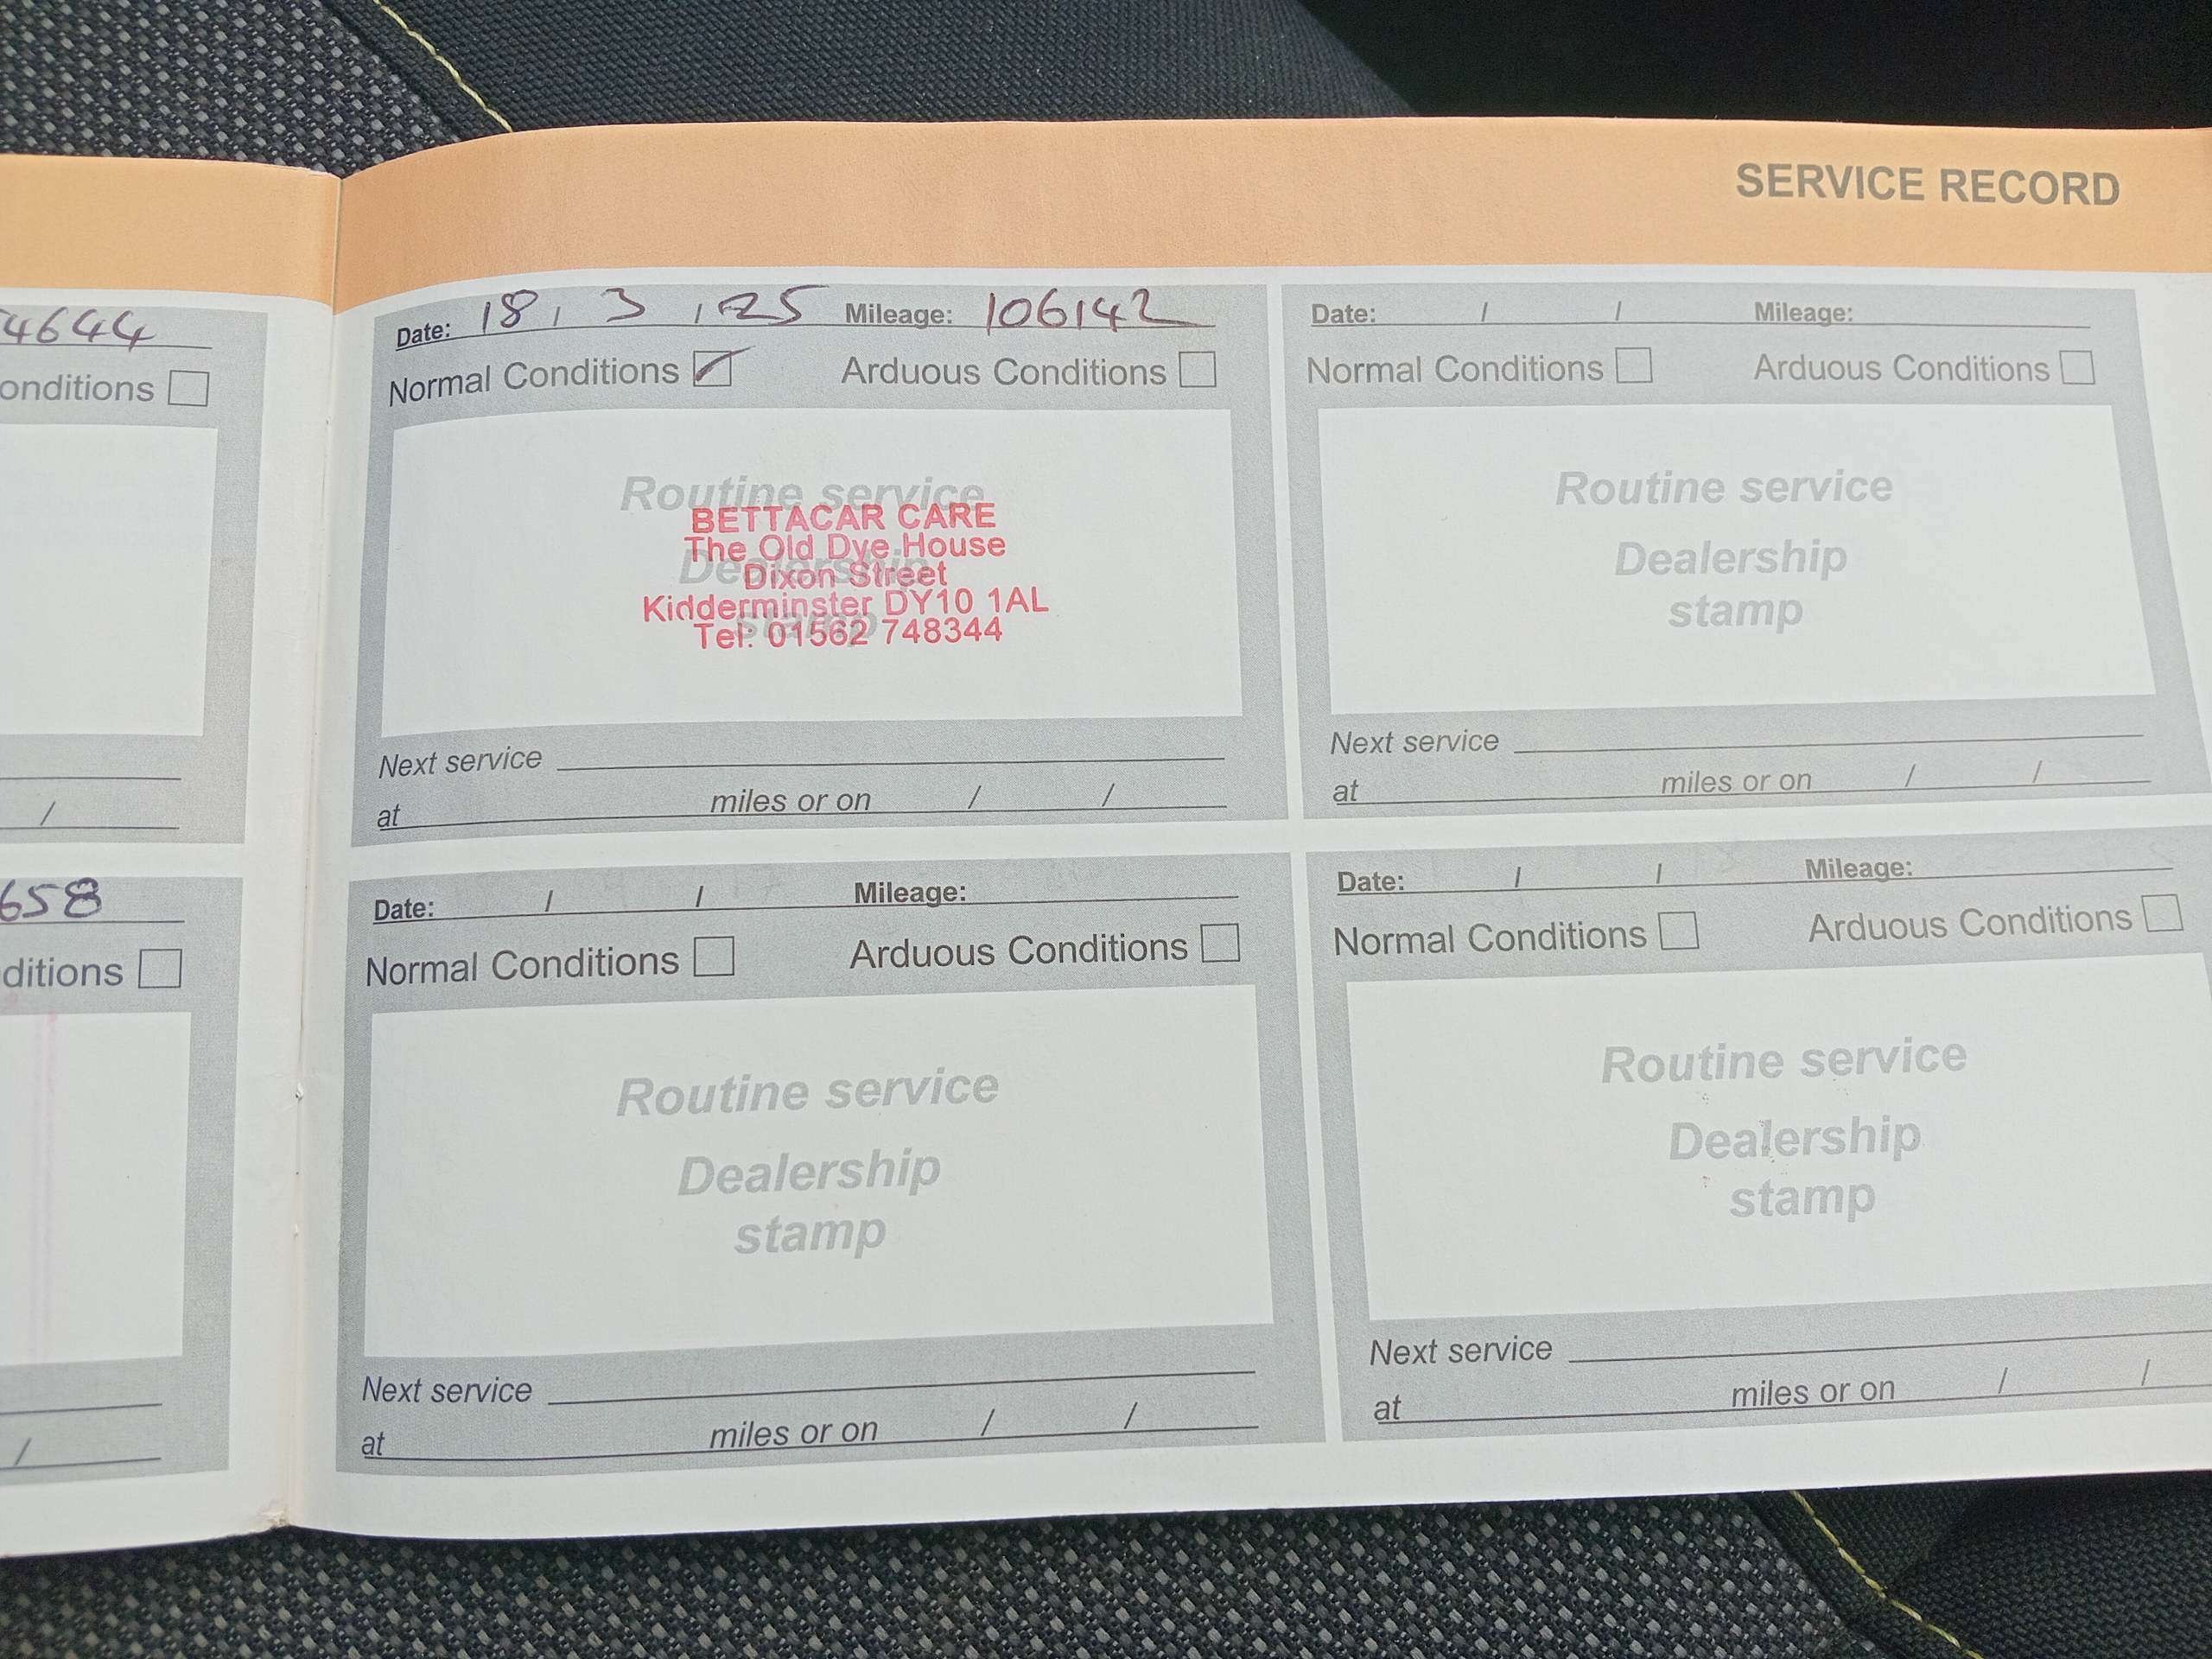 SERVICE RECORD
4644
onditions
/
658
ditions
/
Date: 18 / 3 / 25 Mileage: 106142
Normal Conditions Arduous Conditions
Routine service
Dealership
stamp
BETTACAR CARE
The Old Dye House
Dixon Street
Kidderminster DY10 1AL
Tel: 01562 748344
Next service
at miles or on / /
Date: / / Mileage:
Normal Conditions Arduous Conditions
Routine service
Dealership
stamp
Next service
at miles or on / /
Date: / / Mileage:
Normal Conditions Arduous Conditions
Routine service
Dealership
stamp
Next service
at miles or on / /
Date: / / Mileage:
Normal Conditions Arduous Conditions
Routine service
Dealership
stamp
Next service
at miles or on / /